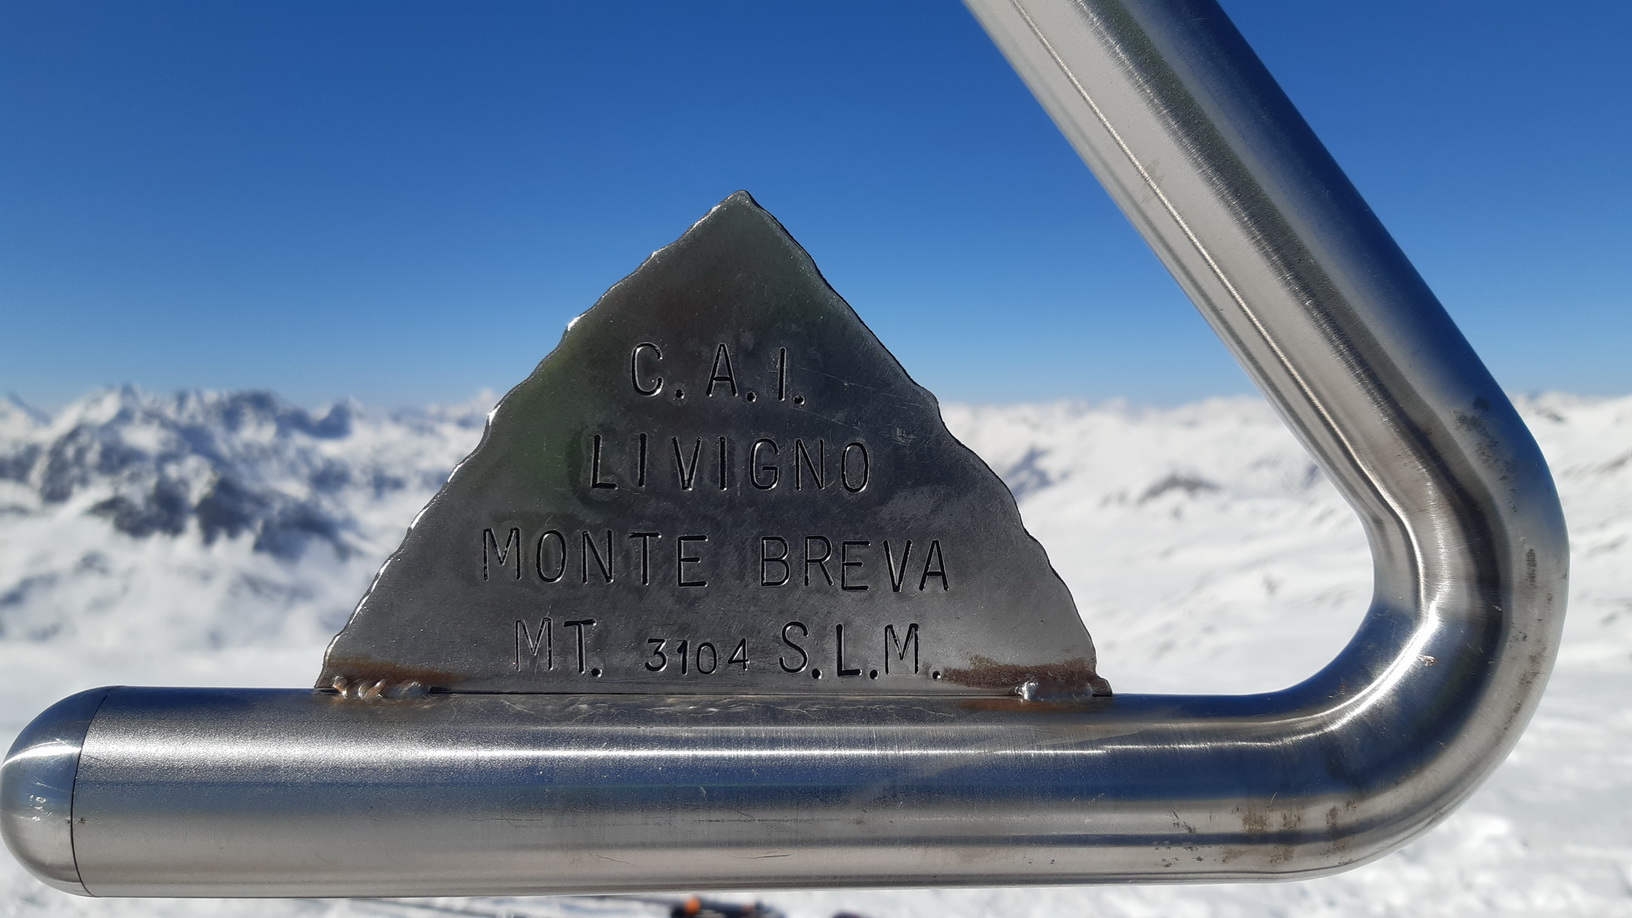 C.A.I.
LIVIGNO
MONTE BREVA
MT. 3104 S.L.M.